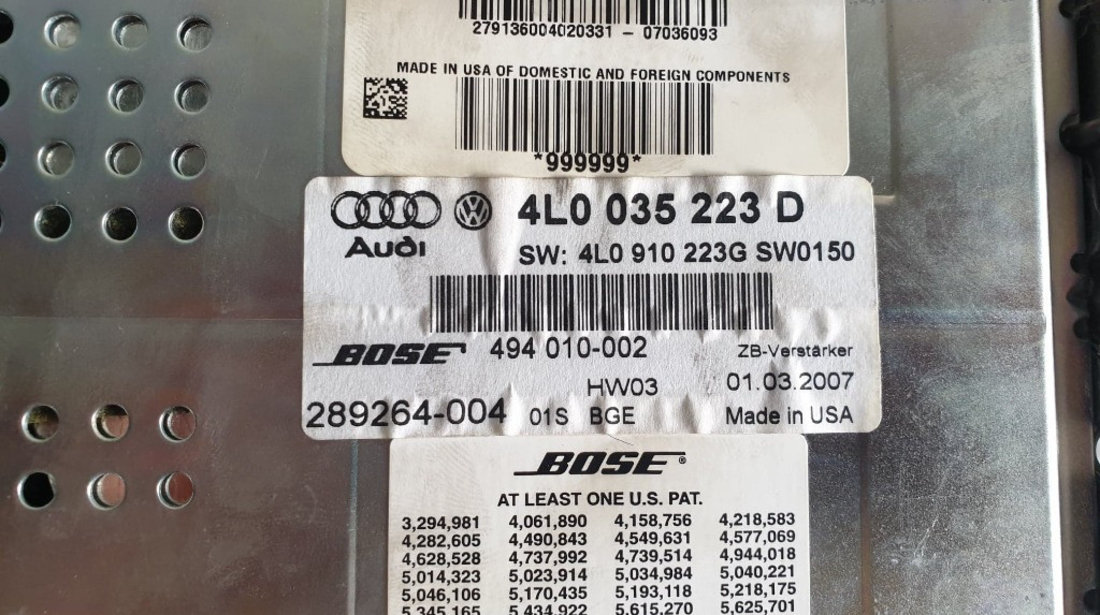 279136004020331 - 07036093
MADE IN USA OF DOMESTIC AND FOREIGN COMPONENTS
*999999*
4L0 035 223 D
Audi
SW: 4L0 910 223G SW0150
BOSE 494 010-002 ZB-Verstärker
HW03 01.03.2007
289264-004 01S BGE Made in USA
BOSE®
AT LEAST ONE U.S. PAT.
3,294,981 4,061,890 4,158,756 4,218,583
4,282,605 4,490,843 4,549,631 4,577,069
4,628,528 4,737,992 4,739,514 4,944,018
5,014,323 5,023,914 5,034,984 5,040,221
5,046,106 5,170,435 5,193,118 5,218,175
5,345,165 5,434,922 5,615,270 5,625,701